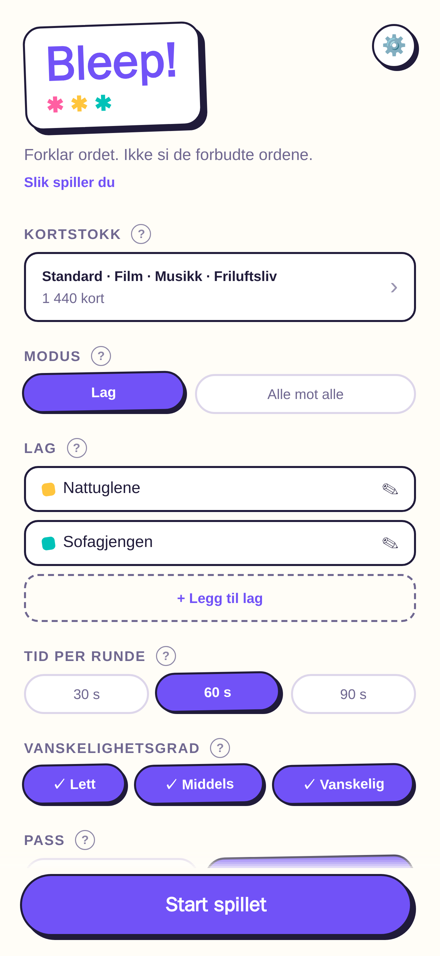 Bleep!
***
Forklar ordet. Ikke si de forbudte ordene.
Slik spiller du
KORTSTOKK ?
Standard · Film · Musikk · Friluftsliv
1 440 kort
MODUS ?
Lag
Alle mot alle
LAG ?
Nattuglene
Sofagjengen
+ Legg til lag
TID PER RUNDE ?
30 s
60 s
90 s
VANSKELIGHETSGRAD ?
✓ Lett
✓ Middels
✓ Vanskelig
PASS ?
Start spillet